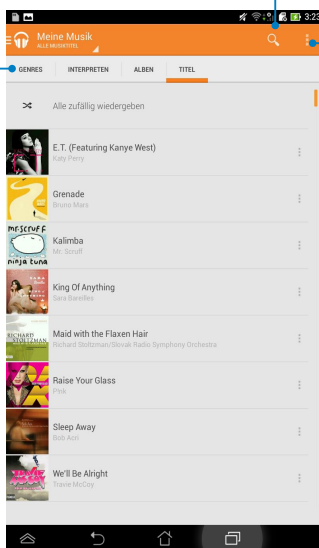 3:23
Meine Musik
ALLE MUSIKTITEL
GENRES INTERPRETEN ALBEN TITEL
Alle zufällig wiedergeben
E.T. (Featuring Kanye West)
Katy Perry
Grenade
Bruno Mars
mr.scruff
ninja tuna
Kalimba
Mr. Scruff
King Of Anything
Sara Bareilles
RICHARD
STOLTZMAN
Maid with the Flaxen Hair
Richard Stoltzman/Slovak Radio Symphony Orchestra
Raise Your Glass
P!nk
Sleep Away
Bob Acri
We'll Be Alright
Travie McCoy